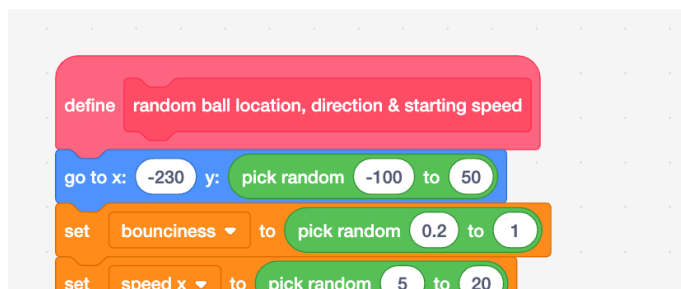 define random ball location, direction & starting speed
go to x: -230 y: pick random -100 to 50
set bounciness to pick random 0.2 to 1
set speed x to pick random 5 to 20